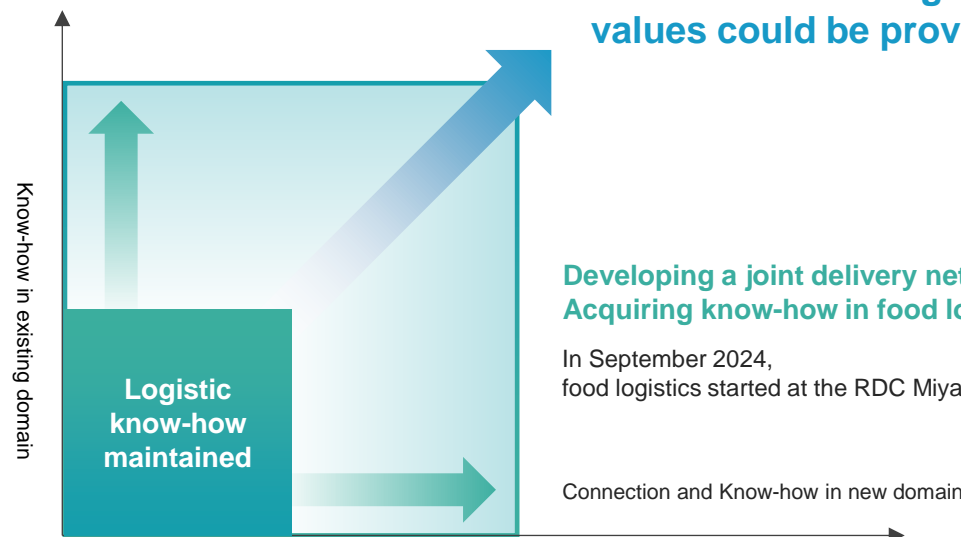 values could be prov
Know-how in existing domain
Developing a joint delivery net
Acquiring know-how in food lo
In September 2024,
food logistics started at the RDC Miya
Logistic
know-how
maintained
Connection and Know-how in new domain